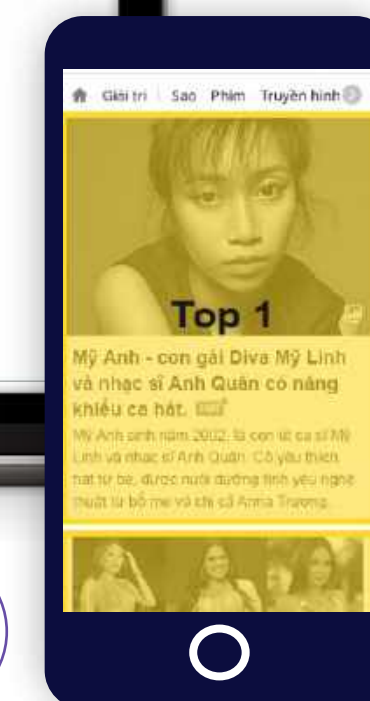 Giải trí Sao Phim Truyền hình
Top 1
Mỹ Anh - con gái Diva Mỹ Linh
và nhạc sĩ Anh Quân có năng
khiếu ca hát.
Mỹ Anh sinh năm 2002, là con út ca sĩ Mỹ
Linh và nhạc sĩ Anh Quân. Cô yêu thích
hát từ bé, được nuôi dưỡng tình yêu nghệ
thuật từ bố mẹ và chị cả Anna Trương...